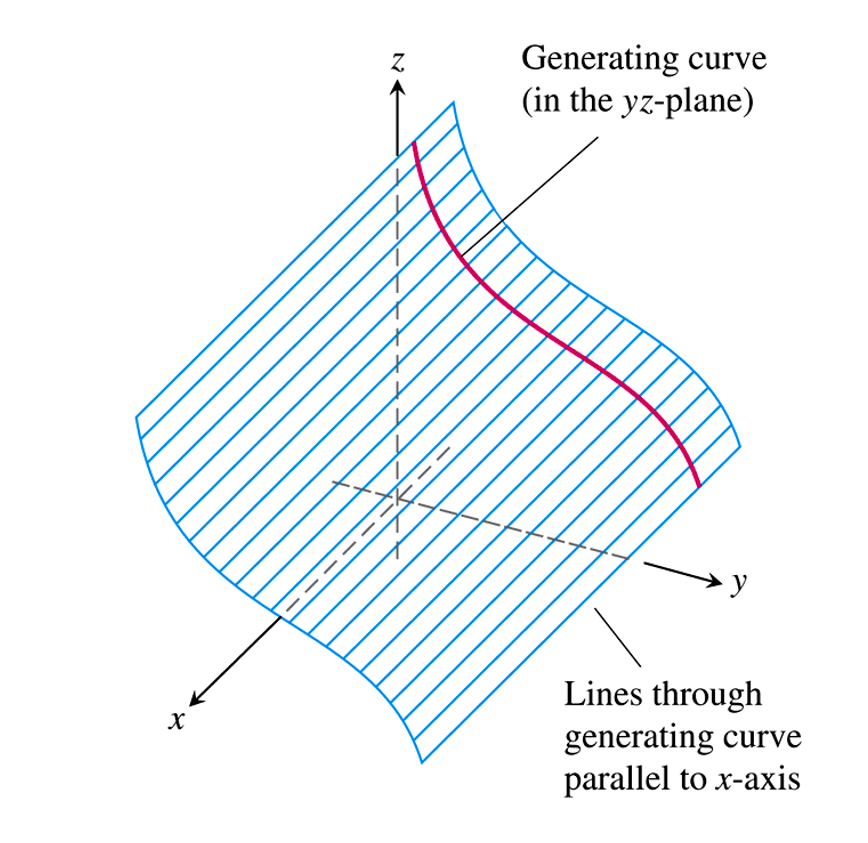 z
Generating curve
(in the yz-plane)
y
x
Lines through
generating curve
parallel to x-axis